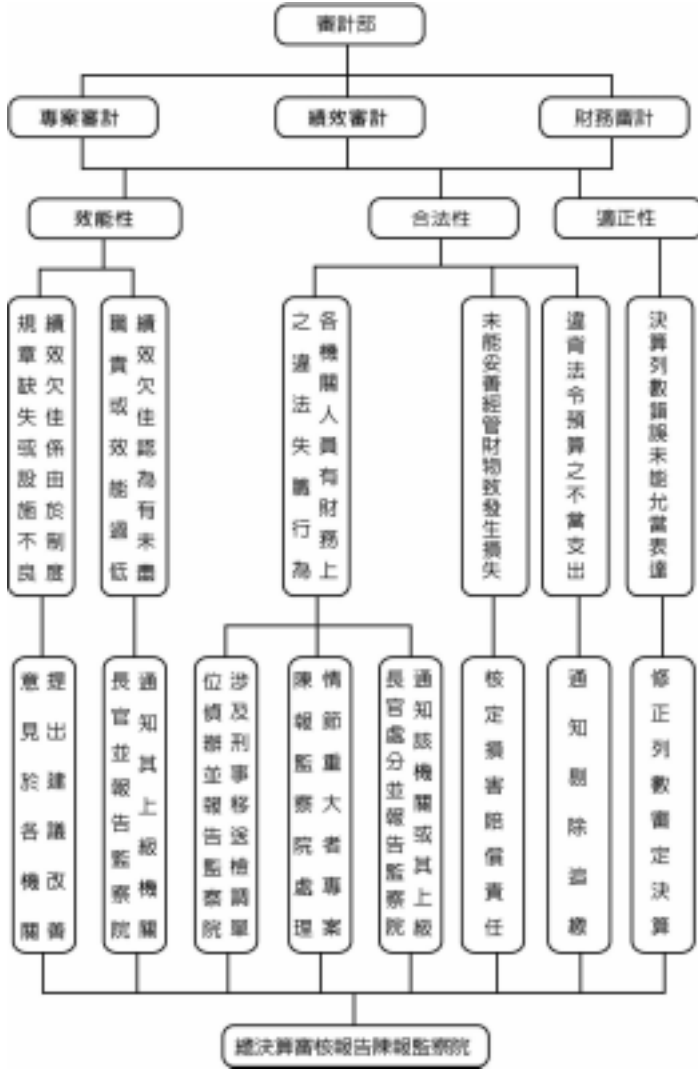 審計部
專案審計
績效審計
財務審計
效能性
合法性
適正性
績效欠佳係由於制度
規章缺失或設施不良
績效欠佳認為有未盡
職責或效能過低
各機關人員有財務上
之違法失職行為
未能妥善經管財物致發生損失
違背法令預算之不當支出
決算列數錯誤未能允當表達
提出建議改善
意見於各機關
通知其上級機關
長官並報告監察院
涉及刑事移送檢調單
位偵辦並報告監察院
情節重大者專案
陳報監察院處理
通知該機關或其上級
長官處分並報告監察院
核定損害賠償責任
通知剔除追繳
修正列數審定決算
總決算審核報告陳報監察院